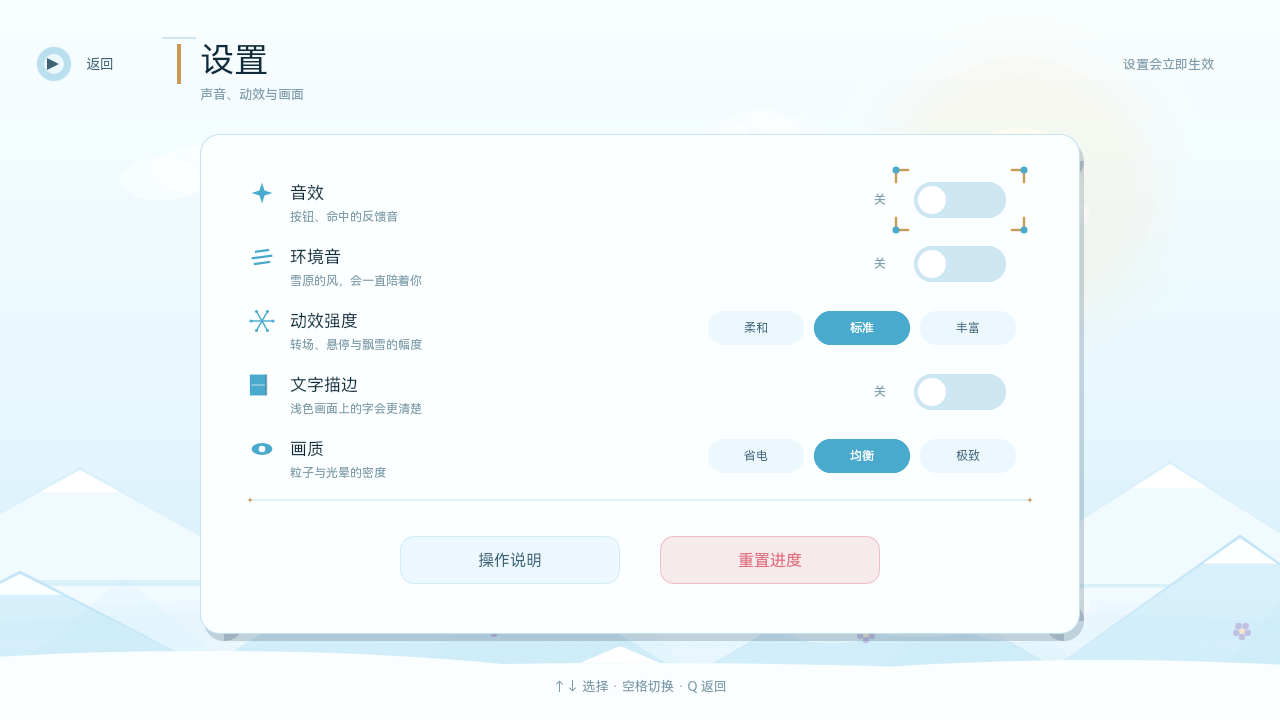 返回
设置
声音、动效与画面
设置会立即生效
音效
按钮、命中的反馈音
关
环境音
雪原的风，会一直陪着你
关
动效强度
转场、悬停与飘雪的幅度
柔和 标准 丰富
文字描边
浅色画面上的字会更清楚
关
画质
粒子与光晕的密度
省电 均衡 极致
操作说明 重置进度
↑↓ 选择 · 空格切换 · Q 返回